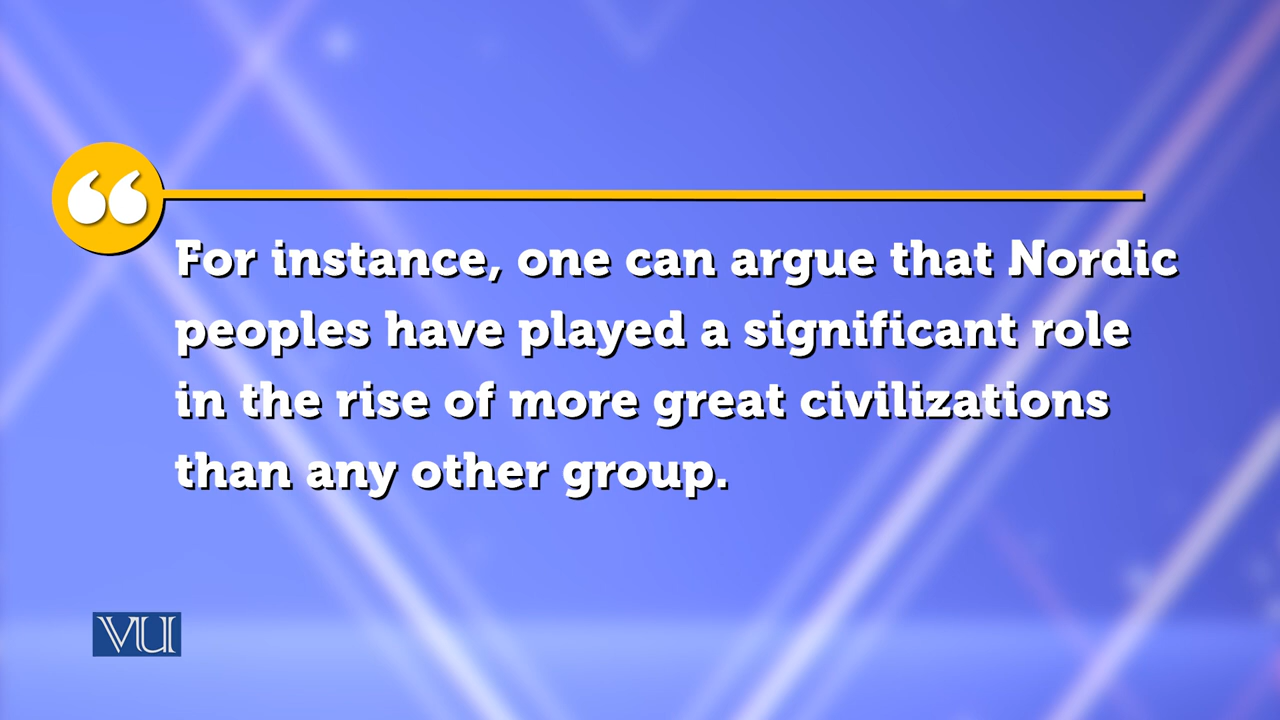 “
For instance, one can argue that Nordic
peoples have played a significant role
in the rise of more great civilizations
than any other group.
VU